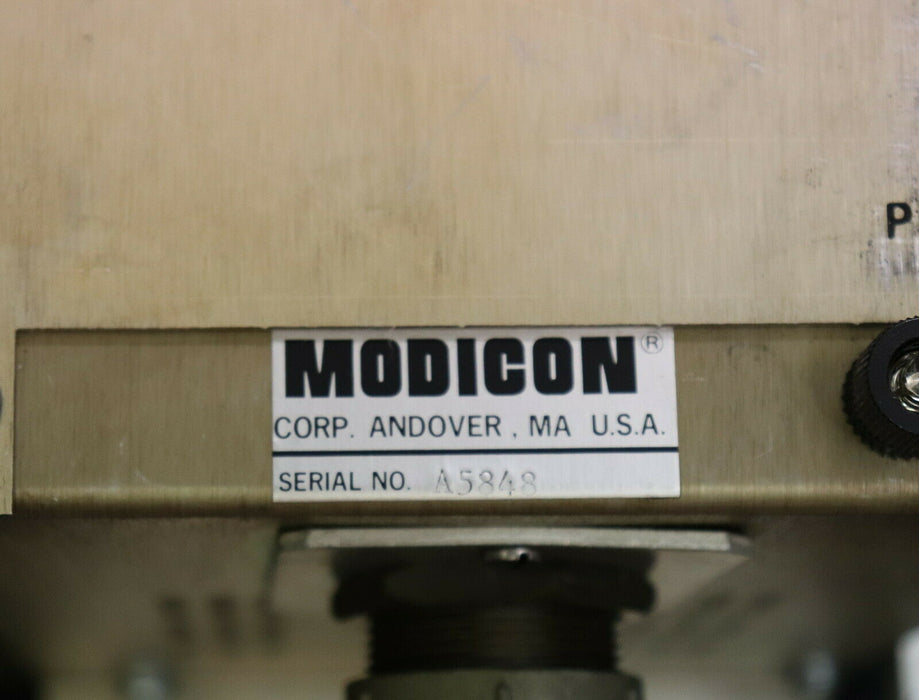 P
MODICON®
CORP. ANDOVER, MA U.S.A.
SERIAL NO. A5848